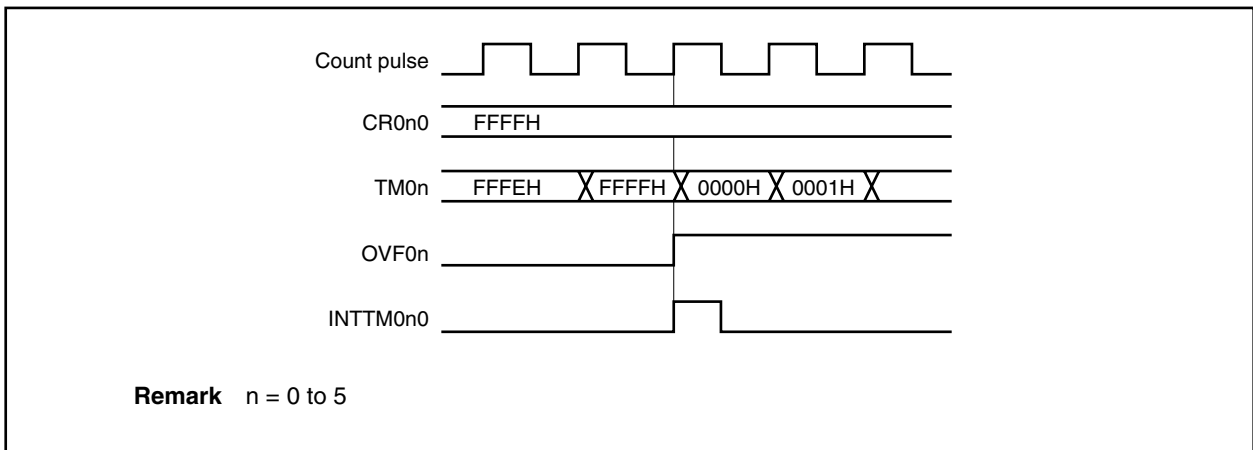 Count pulse
CR0n0 FFFFH
TM0n FFFEH FFFFH 0000H 0001H
OVF0n
INTTM0n0
Remark n = 0 to 5